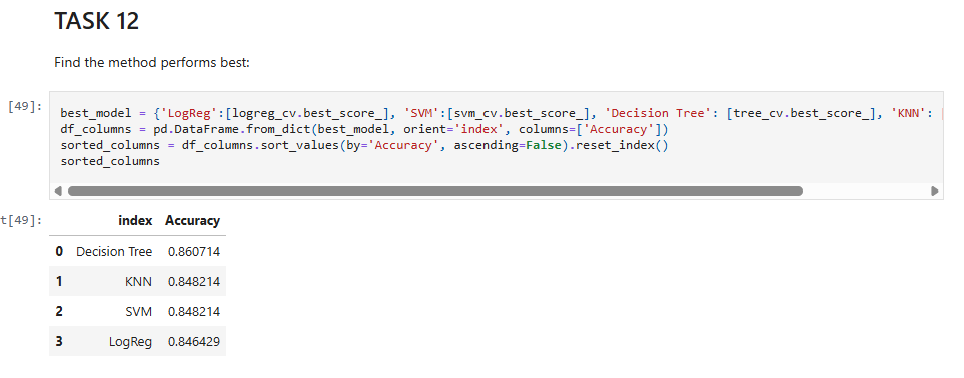 TASK 12
Find the method performs best:
[49]:
best_model = {'LogReg':[logreg_cv.best_score_], 'SVM':[svm_cv.best_score_], 'Decision Tree': [tree_cv.best_score_], 'KNN': [
df_columns = pd.DataFrame.from_dict(best_model, orient='index', columns=['Accuracy'])
sorted_columns = df_columns.sort_values(by='Accuracy', ascending=False).reset_index()
sorted_columns
t[49]:
index Accuracy
0 Decision Tree 0.860714
1 KNN 0.848214
2 SVM 0.848214
3 LogReg 0.846429